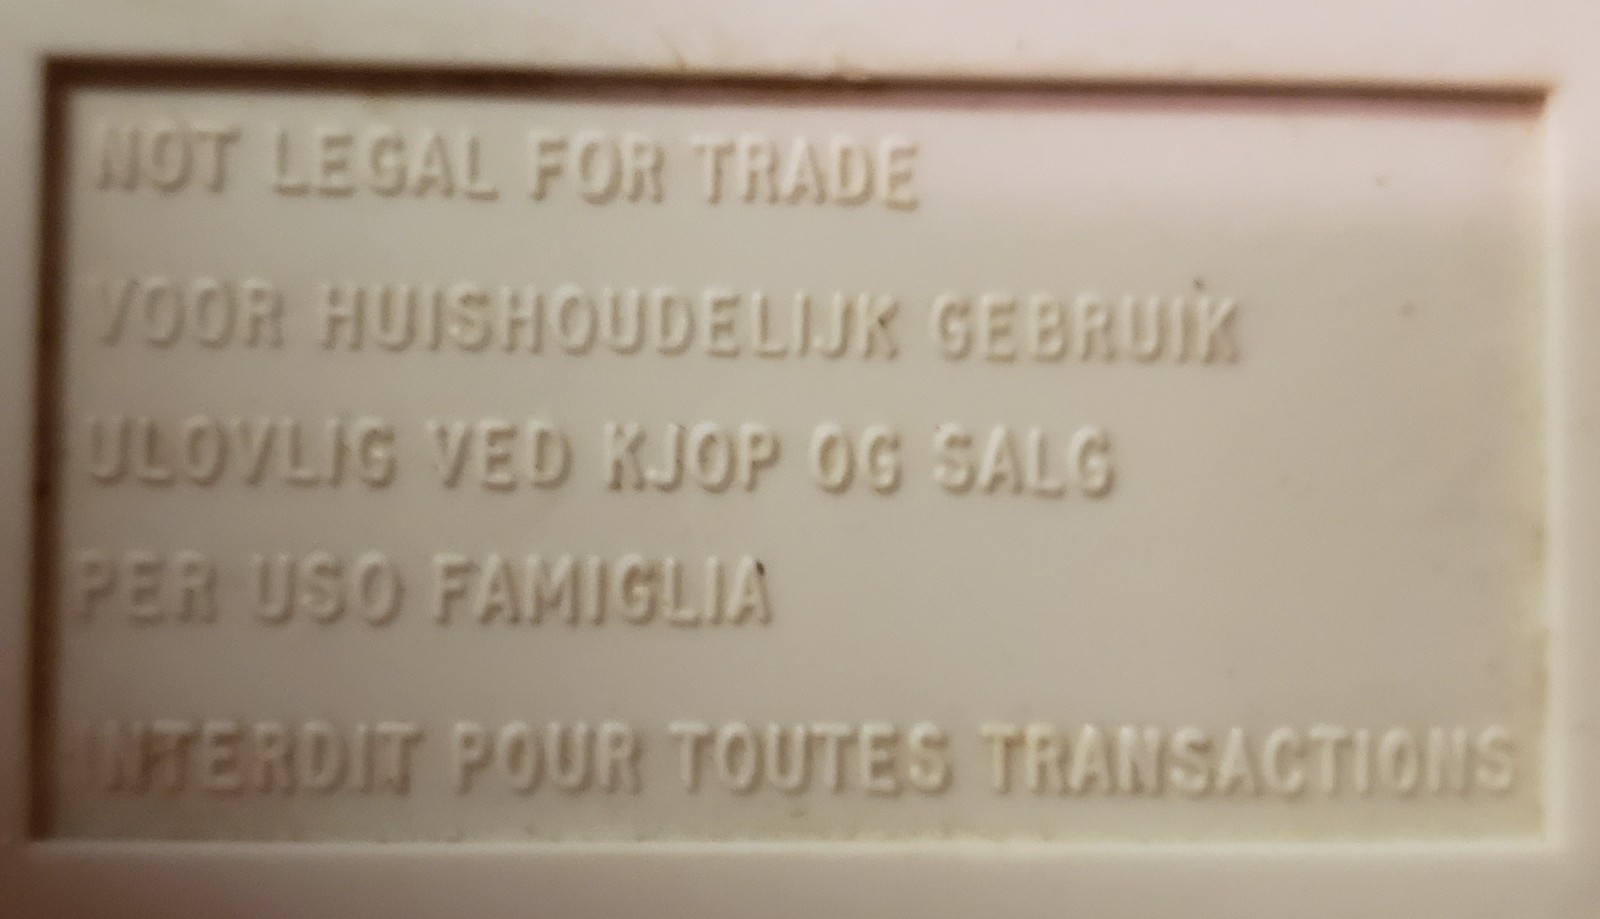 NOT LEGAL FOR TRADE
VOOR HUISHOUDELIJK GEBRUIK
ULOVLIG VED KJOP OG SALG
PER USO FAMIGLIA
INTERDIT POUR TOUTES TRANSACTIONS